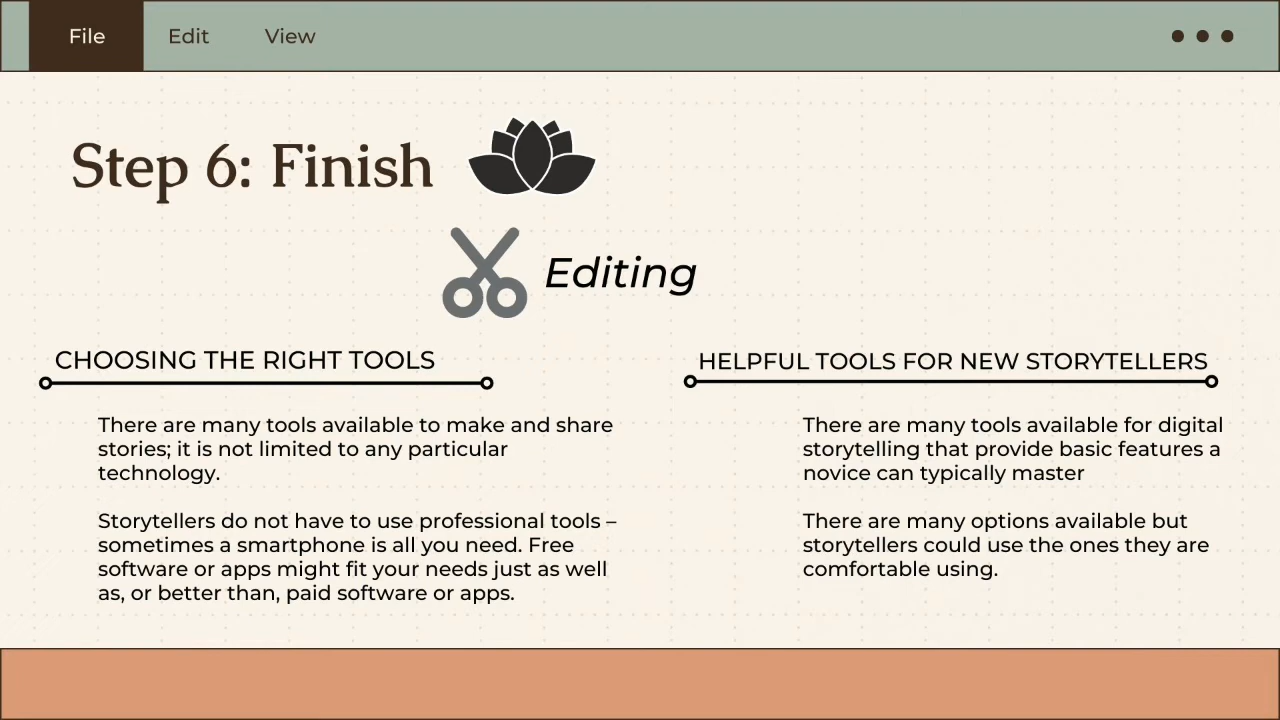 File
Edit
View
Step 6: Finish
Editing
CHOOSING THE RIGHT TOOLS
There are many tools available to make and share
stories; it is not limited to any particular
technology.
Storytellers do not have to use professional tools –
sometimes a smartphone is all you need. Free
software or apps might fit your needs just as well
as, or better than, paid software or apps.
HELPFUL TOOLS FOR NEW STORYTELLERS
There are many tools available for digital
storytelling that provide basic features a
novice can typically master
There are many options available but
storytellers could use the ones they are
comfortable using.